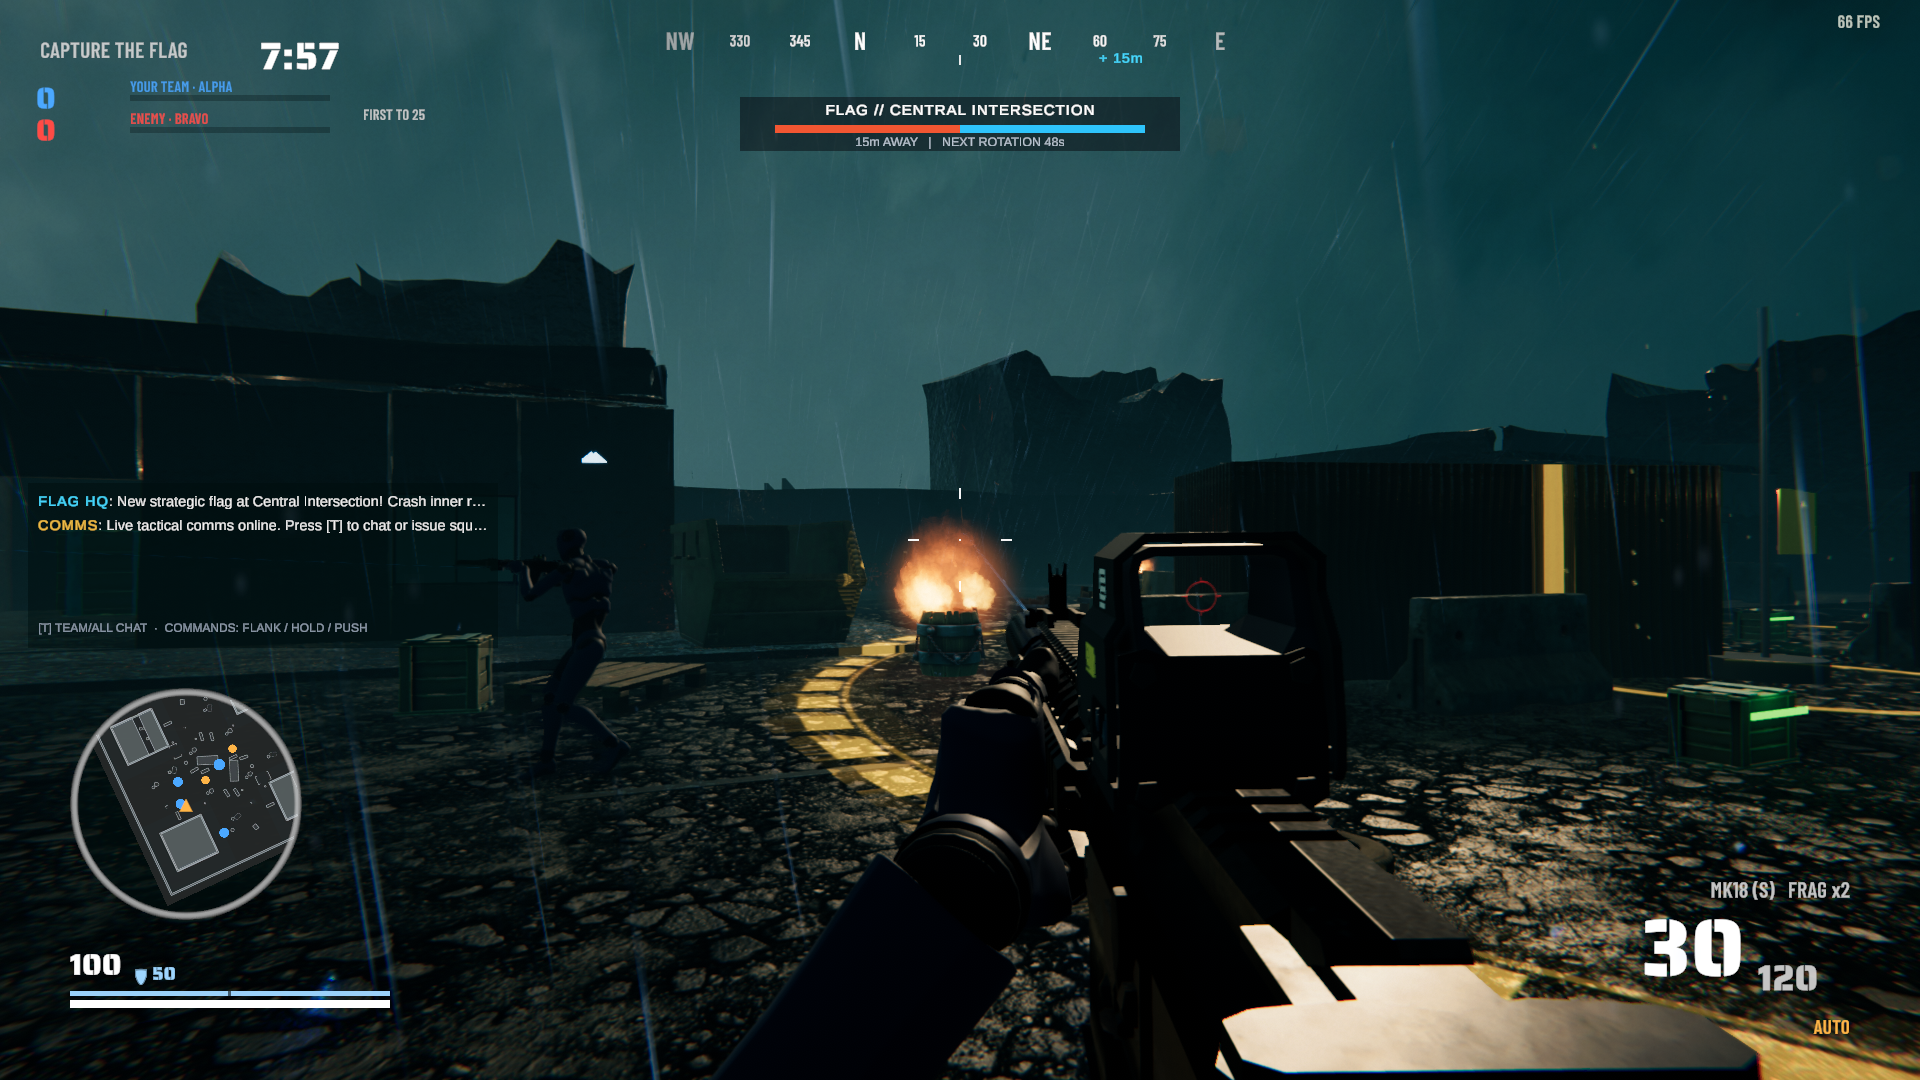 66 FPS
CAPTURE THE FLAG 7:57
NW 330 345 N 15 30 NE 60 75 E
+ 15m
0 YOUR TEAM · ALPHA
0 ENEMY · BRAVO
FIRST TO 25
FLAG // CENTRAL INTERSECTION
15m AWAY | NEXT ROTATION 48s
FLAG HQ: New strategic flag at Central Intersection! Crash inner r...
COMMS: Live tactical comms online. Press [T] to chat or issue squ...
[T] TEAM/ALL CHAT · COMMANDS: FLANK / HOLD / PUSH
100 50
MK18 (S) FRAG x2
30 120
AUTO